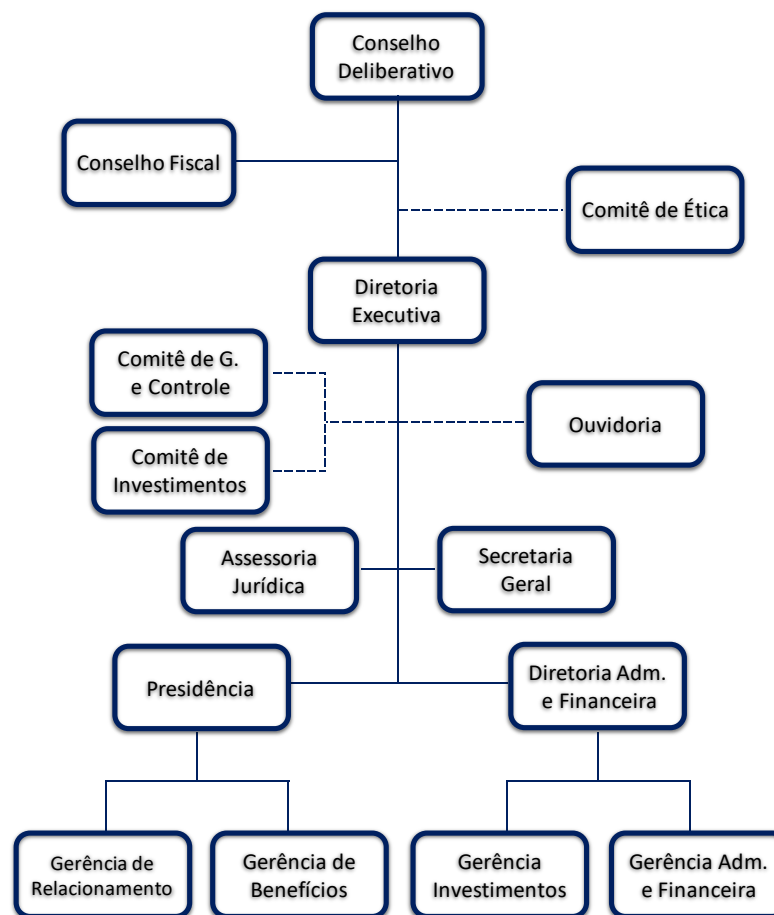 Conselho
Deliberativo
Conselho Fiscal
Comitê de Ética
Diretoria
Executiva
Comitê de G.
e Controle
Ouvidoria
Comitê de
Investimentos
Assessoria
Jurídica
Secretaria
Geral
Presidência
Diretoria Adm.
e Financeira
Gerência de
Relacionamento
Gerência de
Benefícios
Gerência
Investimentos
Gerência Adm.
e Financeira